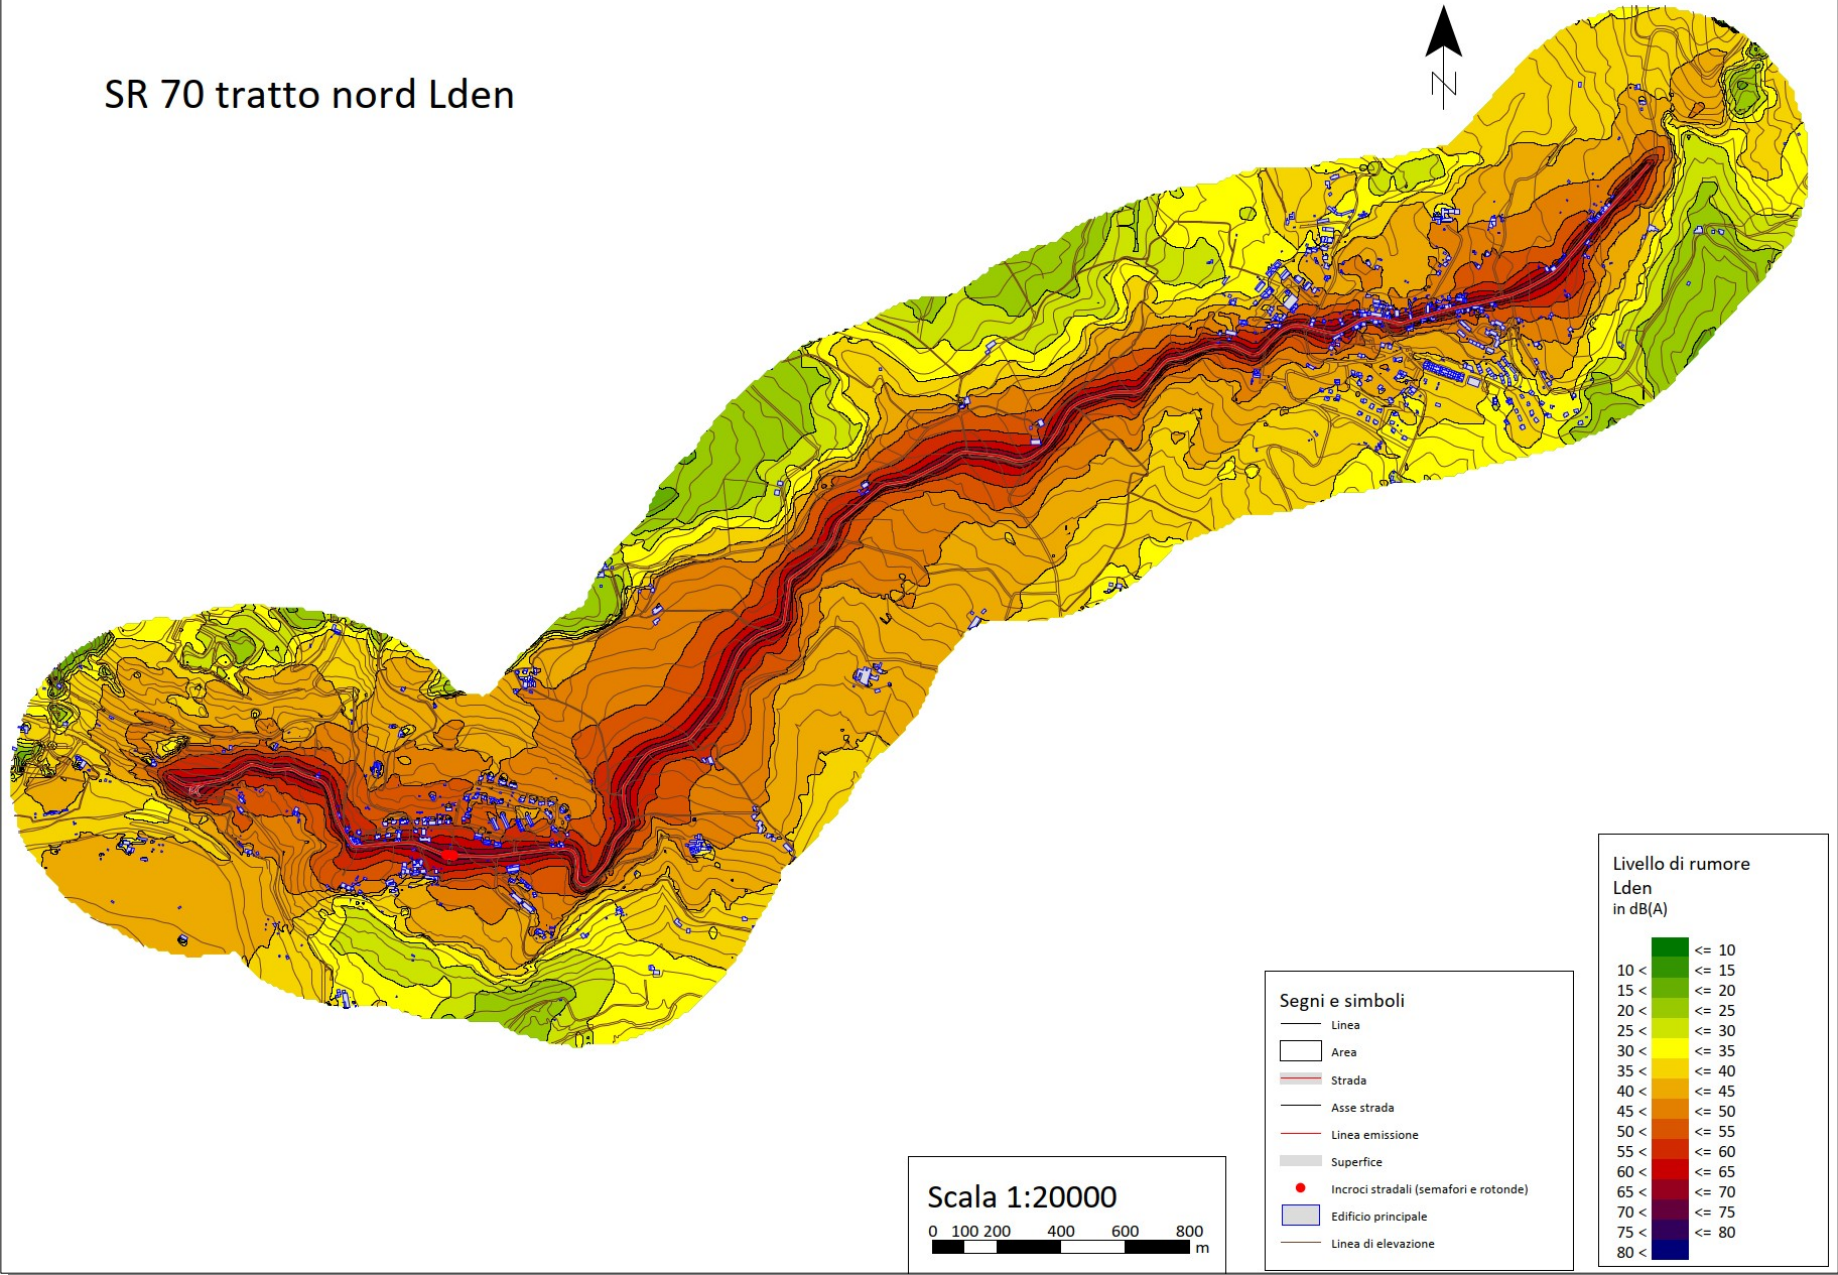 SR 70 tratto nord Lden
N
Livello di rumore
Lden
in dB(A)
<= 10
10 < <= 15
15 < <= 20
20 < <= 25
25 < <= 30
30 < <= 35
35 < <= 40
40 < <= 45
45 < <= 50
50 < <= 55
55 < <= 60
60 < <= 65
65 < <= 70
70 < <= 75
75 < <= 80
80 <
Segni e simboli
Linea
Area
Strada
Asse strada
Linea emissione
Superfice
Incroci stradali (semafori e rotonde)
Edificio principale
Linea di elevazione
Scala 1:20000
0 100 200 400 600 800
m